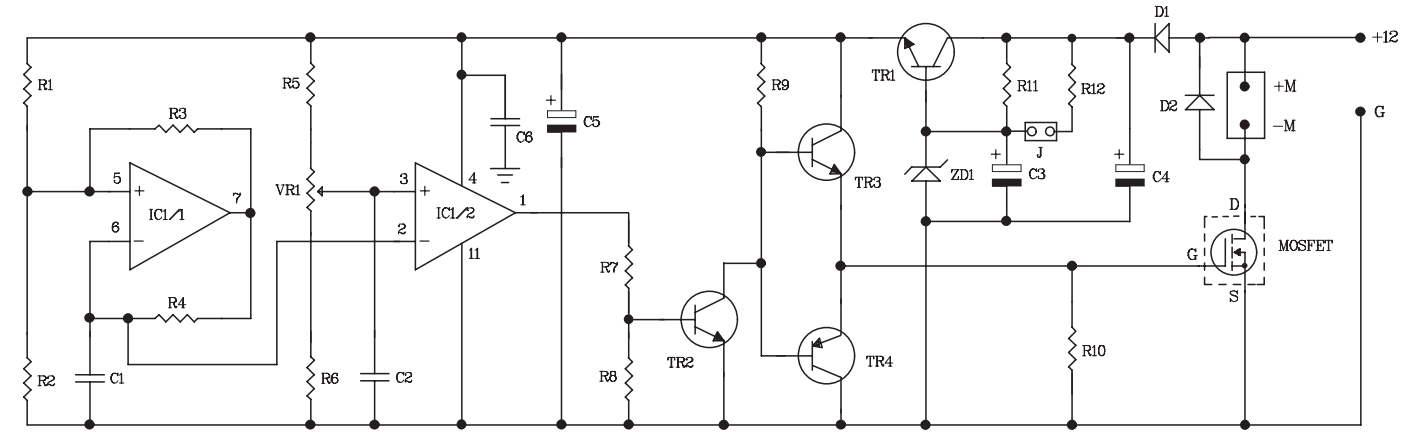 D1
+12
R1
R3
R5
C6
+
C5
R9
TR1
R11
R12
D2
+M
-M
G
5
+
6
-
IC1/1
7
VR1
3
+
2
-
IC1/2
4
11
1
TR3
ZD1
+
C3
J
+
C4
R4
R7
TR2
G
D
S
MOSFET
R2
C1
R6
C2
R8
TR4
R10